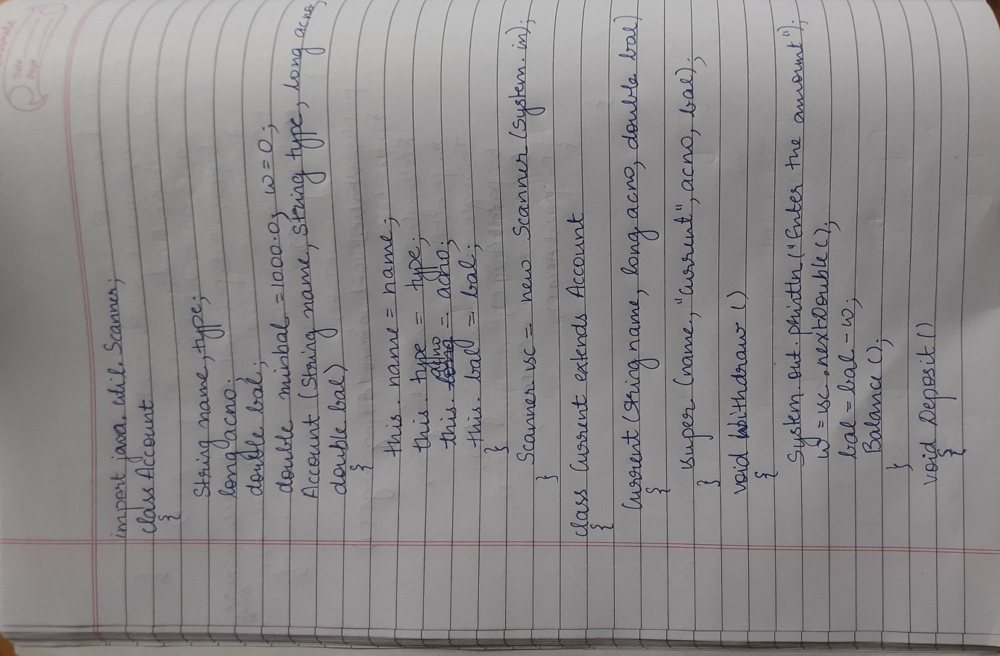 Date
Page
import java.util.Scanner;
class Account
{
String name, type;
long acno;
double bal;
double minbal = 1000.0, w = 0;
Account (String name, String type, long acno,
double bal)
{
this.name = name;
this.type = type;
this.acno = acno;
this.bal = bal;
}
Scanner sc = new Scanner (System.in);
}
class Current extends Account
{
Current (String name, long acno, double bal)
{
super (name, "Current", acno, bal);
}
void Withdraw ()
{
System.out.println ("Enter the amount");
w = sc.nextDouble();
bal = bal - w;
Balance ();
}
void Deposit ()
{